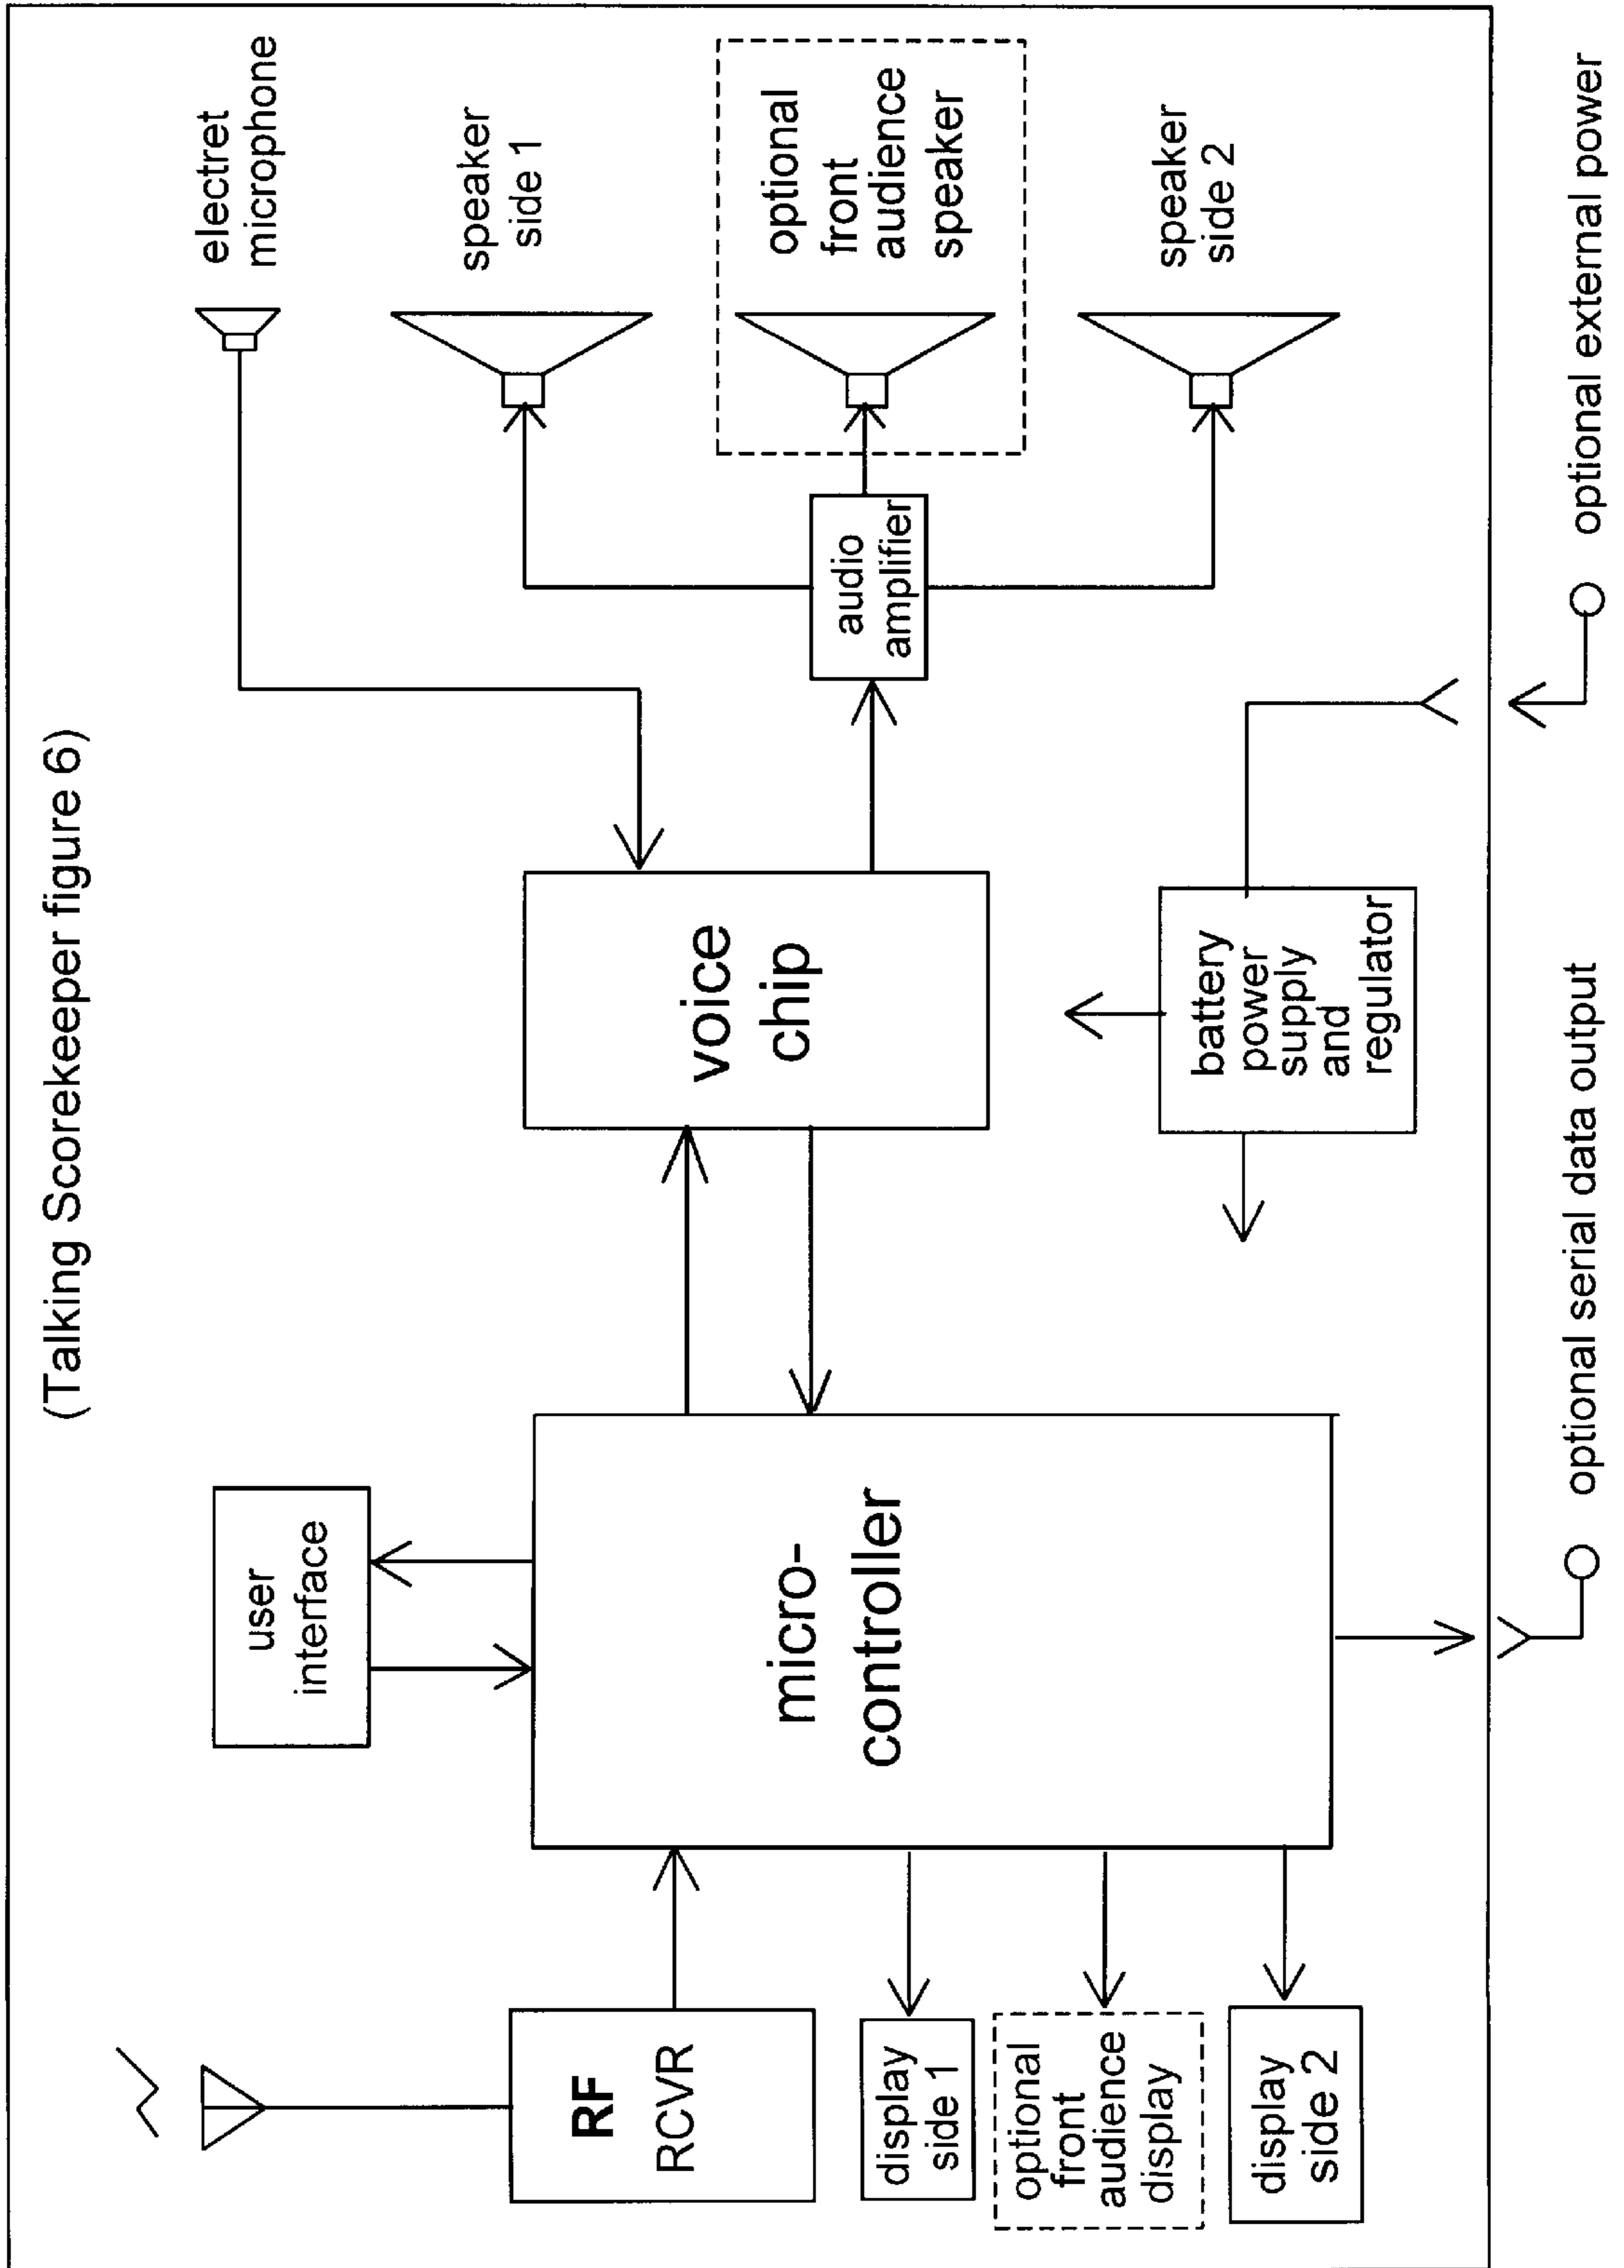 (Talking Scorekeeper figure 6)
electret
microphone
user
interface
speaker
side 1
RF
RCVR
micro-
controller
voice
chip
audio
amplifier
optional
front
audience
speaker
display
side 1
optional
front
audience
display
display
side 2
battery
power
supply
and
regulator
speaker
side 2
optional serial data output
optional external power